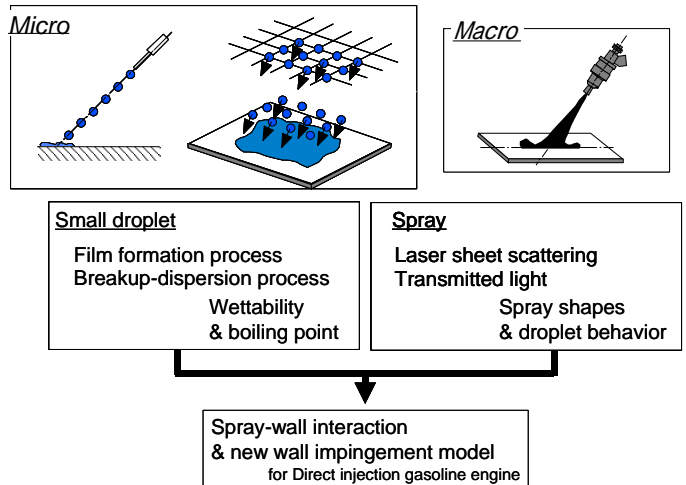 Micro
Macro
Small droplet
Film formation process
Breakup-dispersion process
Wettability
& boiling point
Spray
Laser sheet scattering
Transmitted light
Spray shapes
& droplet behavior
Spray-wall interaction
& new wall impingement model
for Direct injection gasoline engine